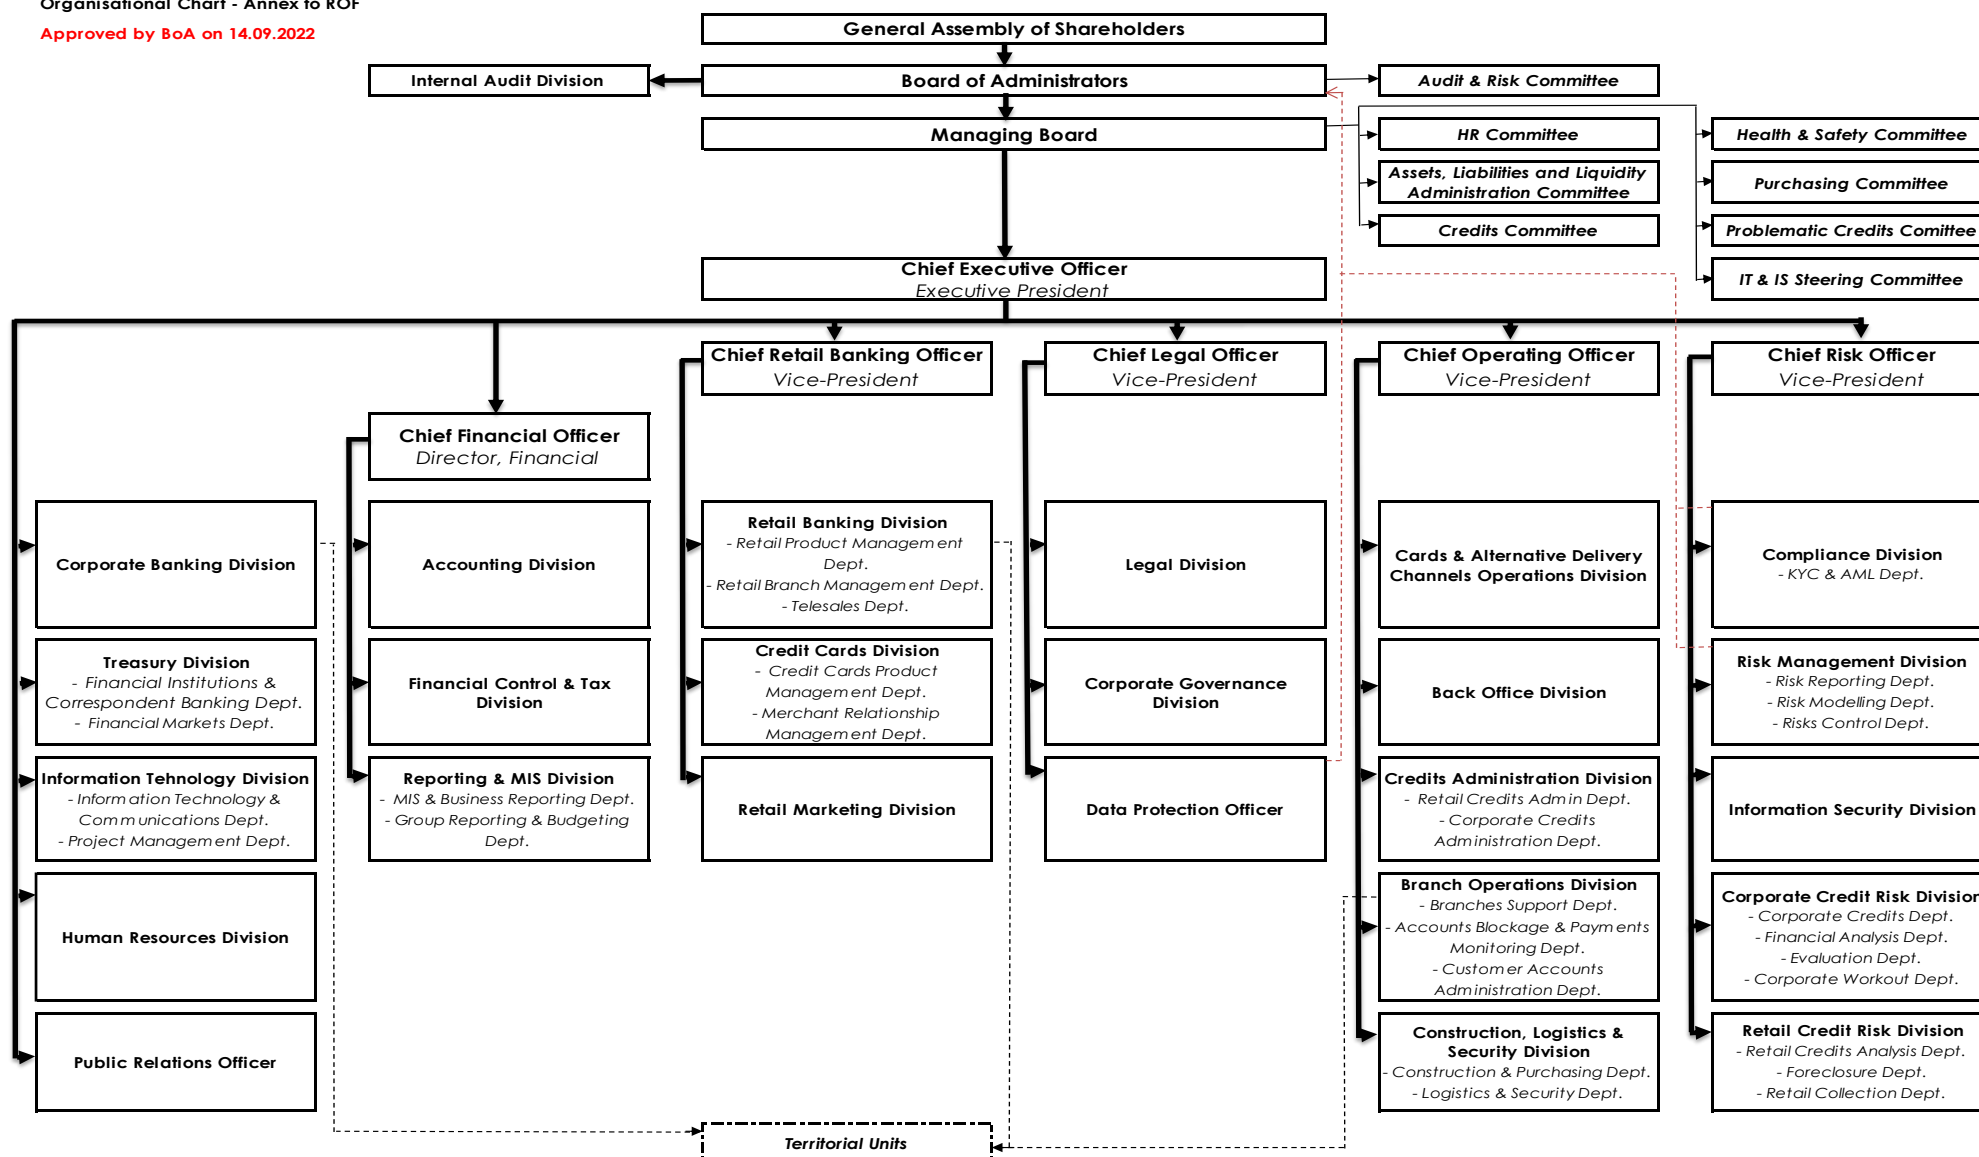 Organisational Chart - Annex to ROF
Approved by BoA on 14.09.2022
General Assembly of Shareholders
Internal Audit Division
Board of Administrators
Audit & Risk Committee
Managing Board
HR Committee
Health & Safety Committee
Assets, Liabilities and Liquidity
Administration Committee
Purchasing Committee
Credits Committee
Problematic Credits Comittee
Chief Executive Officer
Executive President
IT & IS Steering Committee
Chief Retail Banking Officer
Vice-President
Chief Legal Officer
Vice-President
Chief Operating Officer
Vice-President
Chief Risk Officer
Vice-President
Chief Financial Officer
Director, Financial
Corporate Banking Division
Accounting Division
Retail Banking Division
- Retail Product Management
Dept.
- Retail Branch Management Dept.
- Telesales Dept.
Legal Division
Cards & Alternative Delivery
Channels Operations Division
Compliance Division
- KYC & AML Dept.
Treasury Division
- Financial Institutions &
Correspondent Banking Dept.
- Financial Markets Dept.
Financial Control & Tax
Division
Credit Cards Division
- Credit Cards Product
Management Dept.
- Merchant Relationship
Management Dept.
Corporate Governance
Division
Back Office Division
Risk Management Division
- Risk Reporting Dept.
- Risk Modelling Dept.
- Risks Control Dept.
Information Tehnology Division
- Information Technology &
Communications Dept.
- Project Management Dept.
Reporting & MIS Division
- MIS & Business Reporting Dept.
- Group Reporting & Budgeting
Dept.
Retail Marketing Division
Data Protection Officer
Credits Administration Division
- Retail Credits Admin Dept.
- Corporate Credits
Administration Dept.
Information Security Division
Human Resources Division
Branch Operations Division
- Branches Support Dept.
- Accounts Blockage & Payments
Monitoring Dept.
- Customer Accounts
Administration Dept.
Corporate Credit Risk Division
- Corporate Credits Dept.
- Financial Analysis Dept.
- Evaluation Dept.
- Corporate Workout Dept.
Public Relations Officer
Construction, Logistics &
Security Division
- Construction & Purchasing Dept.
- Logistics & Security Dept.
Retail Credit Risk Division
- Retail Credits Analysis Dept.
- Foreclosure Dept.
- Retail Collection Dept.
Territorial Units